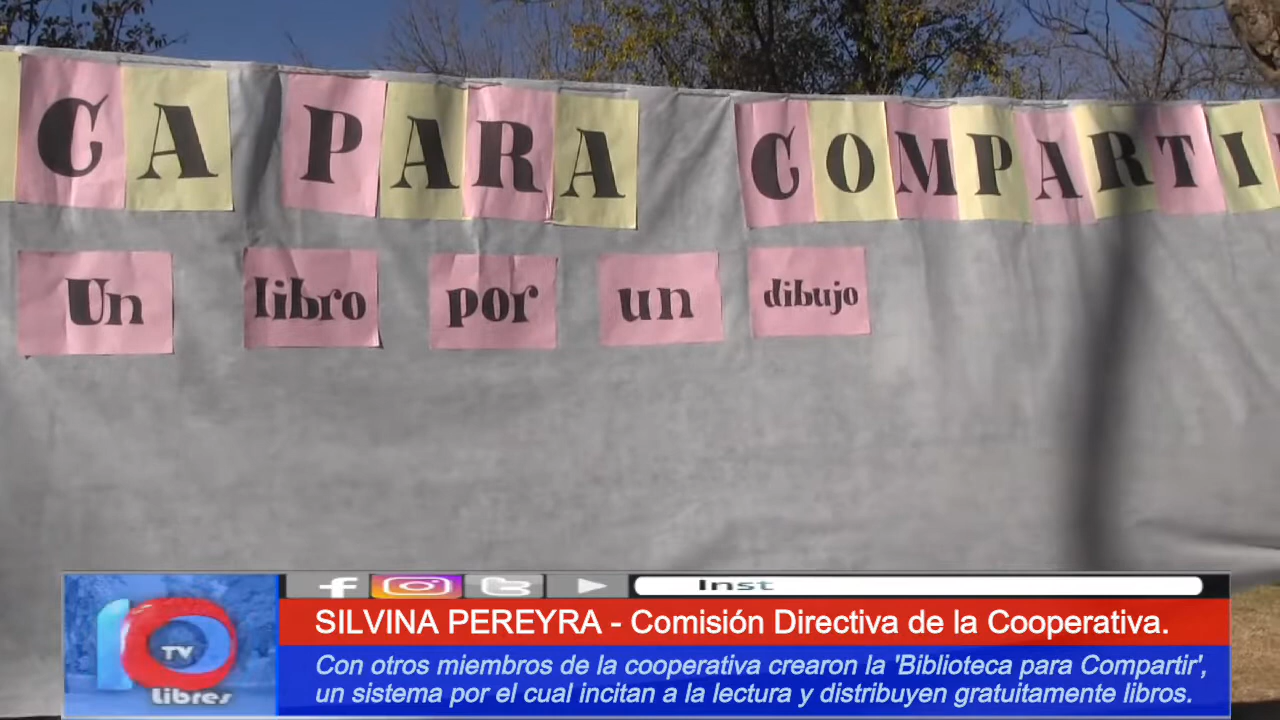 CA PARA COMPARTI
Un libro por un dibujo
Inst
SILVINA PEREYRA - Comisión Directiva de la Cooperativa.
10
TV
libres
Con otros miembros de la cooperativa crearon la 'Biblioteca para Compartir',
un sistema por el cual incitan a la lectura y distribuyen gratuitamente libros.